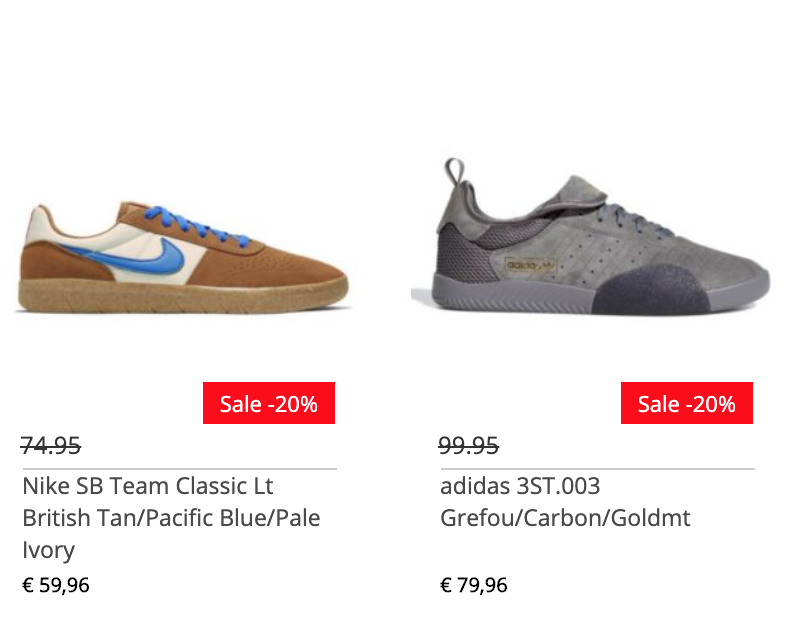 adidas
Sale -20%
74.95
Nike SB Team Classic Lt
British Tan/Pacific Blue/Pale
Ivory
€ 59,96
Sale -20%
99.95
adidas 3ST.003
Grefou/Carbon/Goldmt
€ 79,96